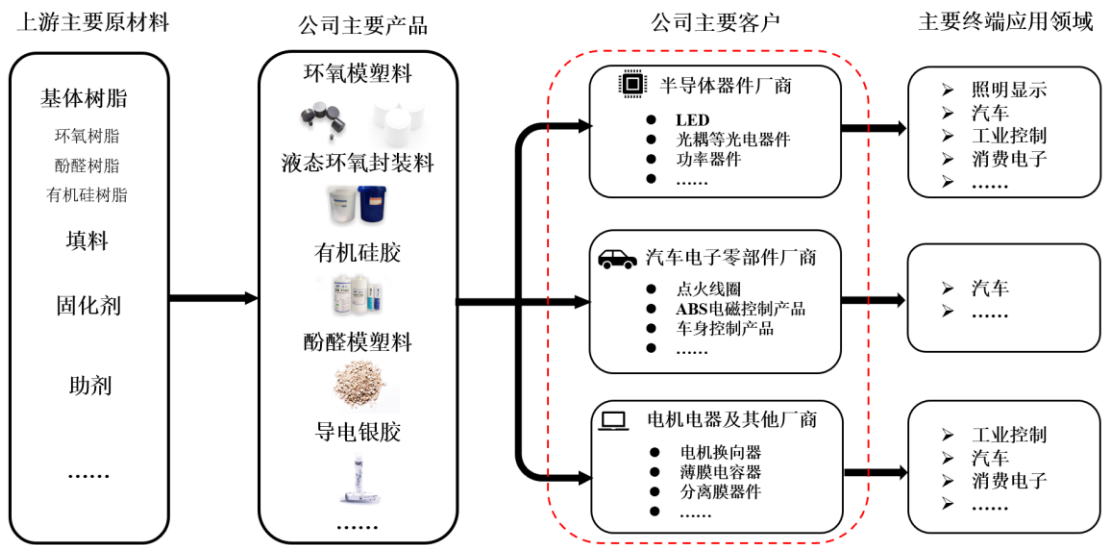 上游主要原材料
基体树脂
环氧树脂
酚醛树脂
有机硅树脂
填料
固化剂
助剂
……
公司主要产品
环氧模塑料
液态环氧封装料
有机硅胶
酚醛模塑料
导电银胶
……
公司主要客户
半导体器件厂商
LED
光耦等光电器件
功率器件
……
汽车电子零部件厂商
点火线圈
ABS电磁控制产品
车身控制产品
……
电机电器及其他厂商
电机换向器
薄膜电容器
分离膜器件
……
主要终端应用领域
照明显示
汽车
工业控制
消费电子
……
汽车
……
工业控制
汽车
消费电子
……